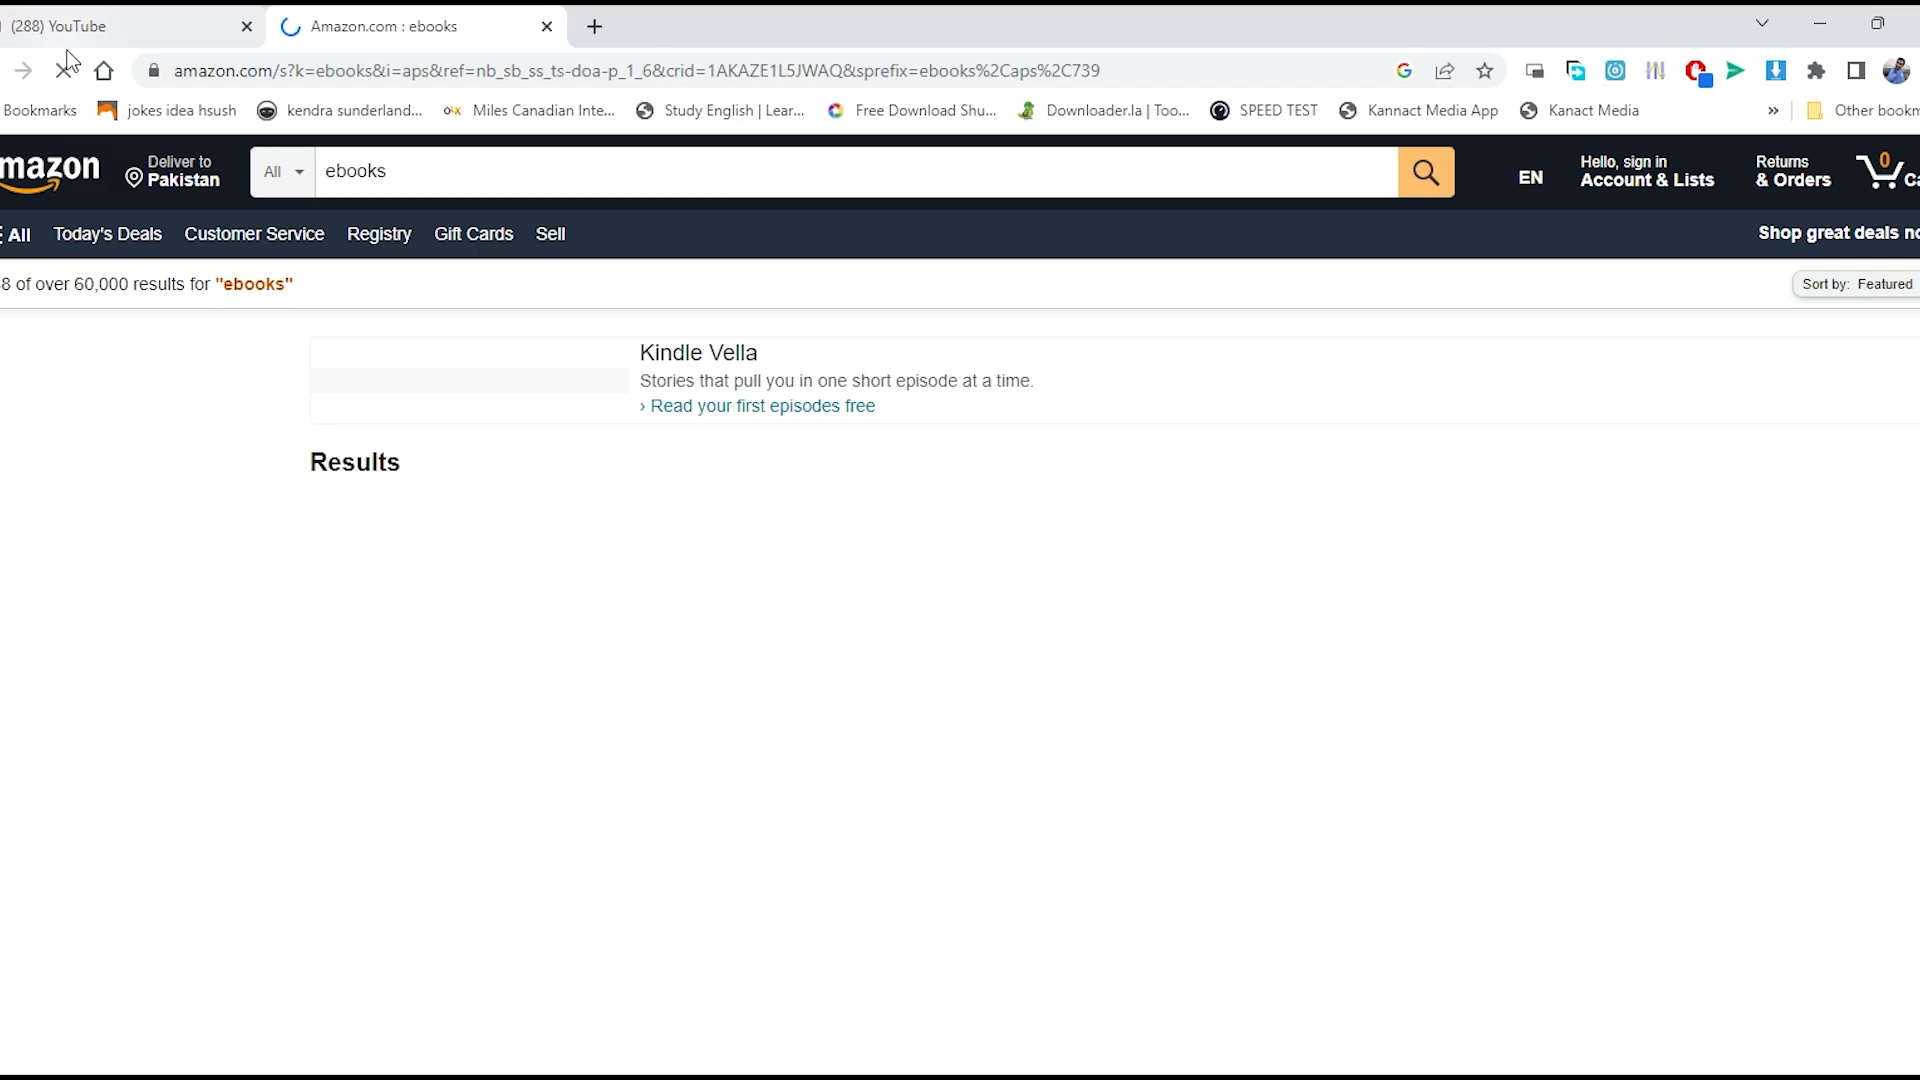 (288) YouTube
Amazon.com : ebooks
amazon.com/s?k=ebooks&i=aps&ref=nb_sb_ss_ts-doa-p_1_6&crid=1AKAZE1L5JWAQ&sprefix=ebooks%2Caps%2C739
Bookmarks
jokes idea hsush
kendra sunderland...
Miles Canadian Inte...
Study English | Lear...
Free Download Shu...
Downloader.la | Too...
SPEED TEST
Kannact Media App
Kanact Media
»
Other bookm
mazon
Deliver to
Pakistan
All
ebooks
EN
Hello, sign in
Account & Lists
Returns
& Orders
0
Ca
All
Today's Deals
Customer Service
Registry
Gift Cards
Sell
Shop great deals no
8 of over 60,000 results for "ebooks"
Sort by: Featured
Kindle Vella
Stories that pull you in one short episode at a time.
› Read your first episodes free
Results